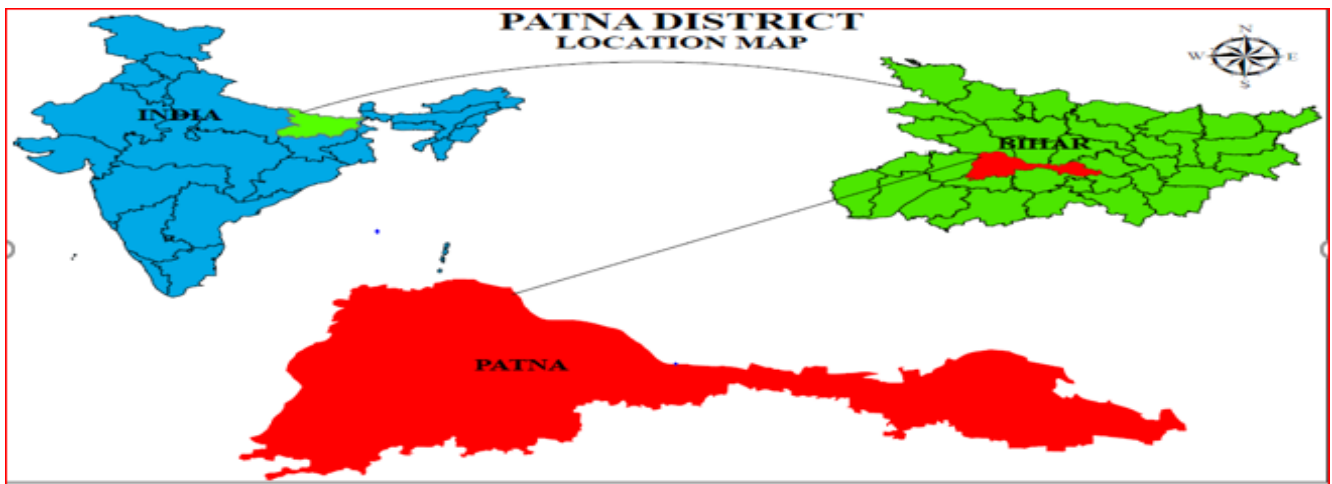 PATNA DISTRICT
LOCATION MAP
N
W E
S
INDIA
BIHAR
PATNA